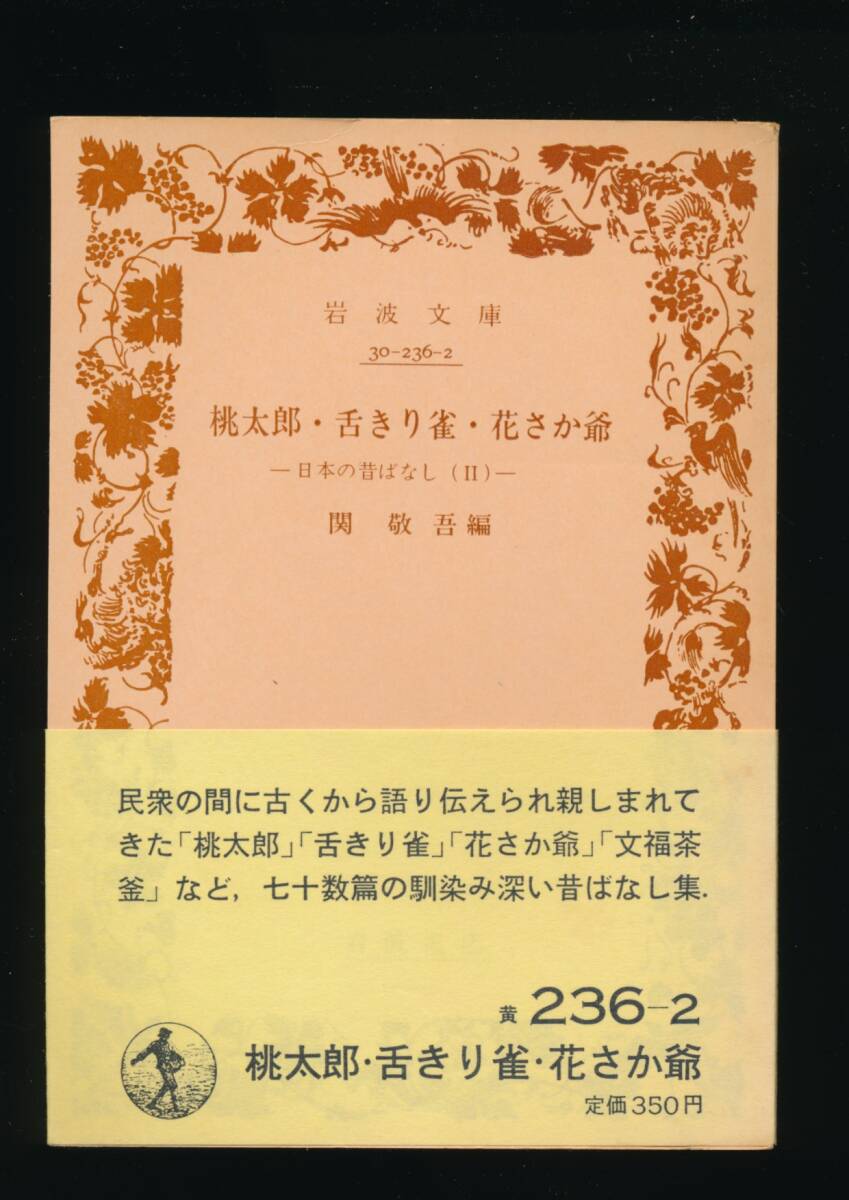 岩波文庫
30-236-2
桃太郎・舌きり雀・花さか爺
―日本の昔ばなし(II)―
関敬吾編
民衆の間に古くから語り伝えられ親しまれて
きた「桃太郎」「舌きり雀」「花さか爺」「文福茶
釜」など，七十数篇の馴染み深い昔ばなし集.
黄 236-2
桃太郎・舌きり雀・花さか爺
定価350円